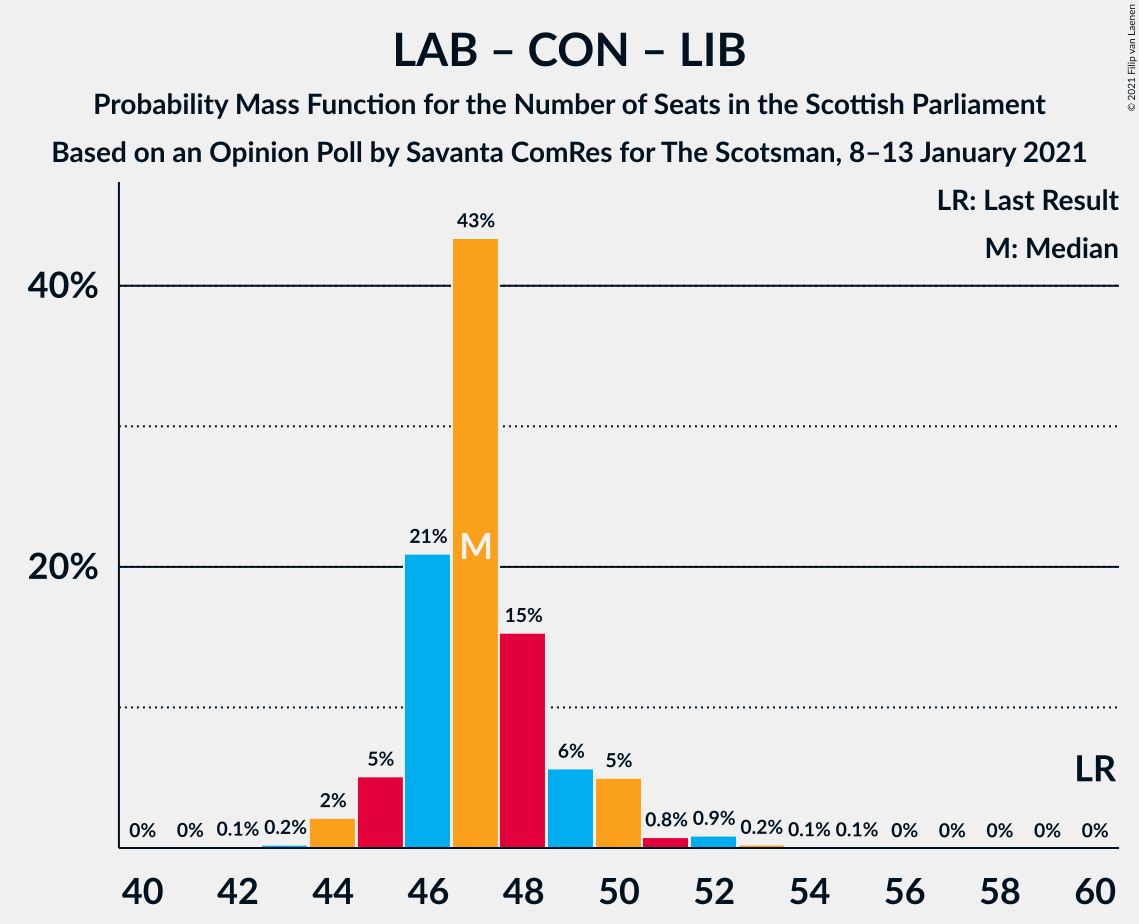 LAB – CON – LIB
Probability Mass Function for the Number of Seats in the Scottish Parliament
Based on an Opinion Poll by Savanta ComRes for The Scotsman, 8–13 January 2021
© 2021 Filip van Laenen
LR: Last Result
M: Median
40%
20%
0% 0% 0.1% 0.2% 2% 5% 21% 43% 15% 6% 5% 0.8% 0.9% 0.2% 0.1% 0.1% 0% 0% 0% 0% 0%
M
LR
40 42 44 46 48 50 52 54 56 58 60